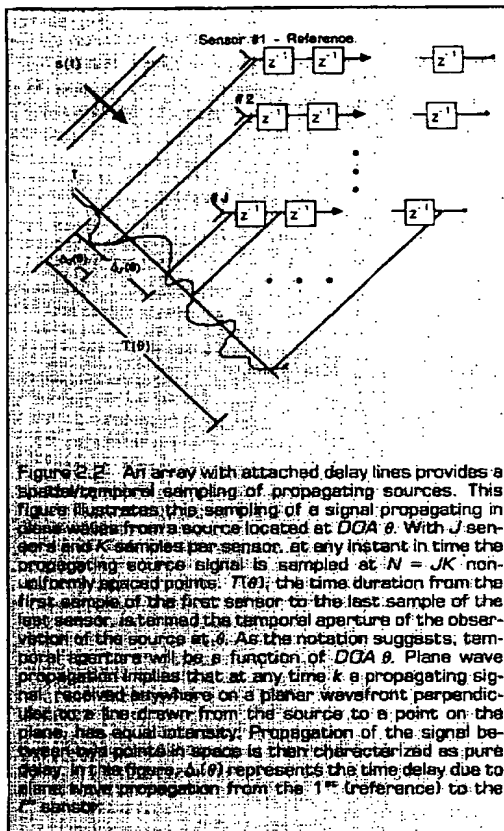 Sensor #1 - Reference
s(t)
z⁻¹ z⁻¹ z⁻¹
#2
z⁻¹ z⁻¹ z⁻¹
#J
z⁻¹ z⁻¹ z⁻¹
T(θ)
Figure 2.2. An array with attached delay lines provides a
spatial/temporal sampling of propagating sources. This
figure illustrates this sampling of a signal propagating in
plane waves from a source located at DOA θ. With J sen-
sors and K samples per sensor, at any instant in time the
propagating source signal is sampled at N = JK non-
uniformly spaced points. T(θ), the time duration from the
first sample of the first sensor to the last sample of the
last sensor, is termed the temporal aperture of the obser-
vation of the source at θ. As the notation suggests, tem-
poral aperture will be a function of DOA θ. Plane wave
propagation implies that at any time k a propagating sig-
nal, received anywhere on a planar wavefront perpendic-
ular to a line drawn from the source to a point on the
plane, has equal intensity. Propagation of the signal be-
tween two points in space is then characterized as pure
delay. In this figure, Δᵢ(θ) represents the time delay due to
plane wave propagation from the 1ˢᵗ (reference) to the
sensor.